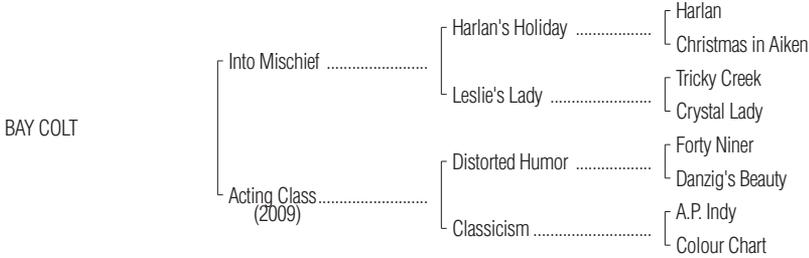 Harlan
Harlan's Holiday ..................
Christmas in Aiken
Into Mischief ........................
Tricky Creek
Leslie's Lady ........................
Crystal Lady
BAY COLT
Forty Niner
Distorted Humor ..................
Danzig's Beauty
Acting Class..........................
(2009)
A.P. Indy
Classicism ............................
Colour Chart